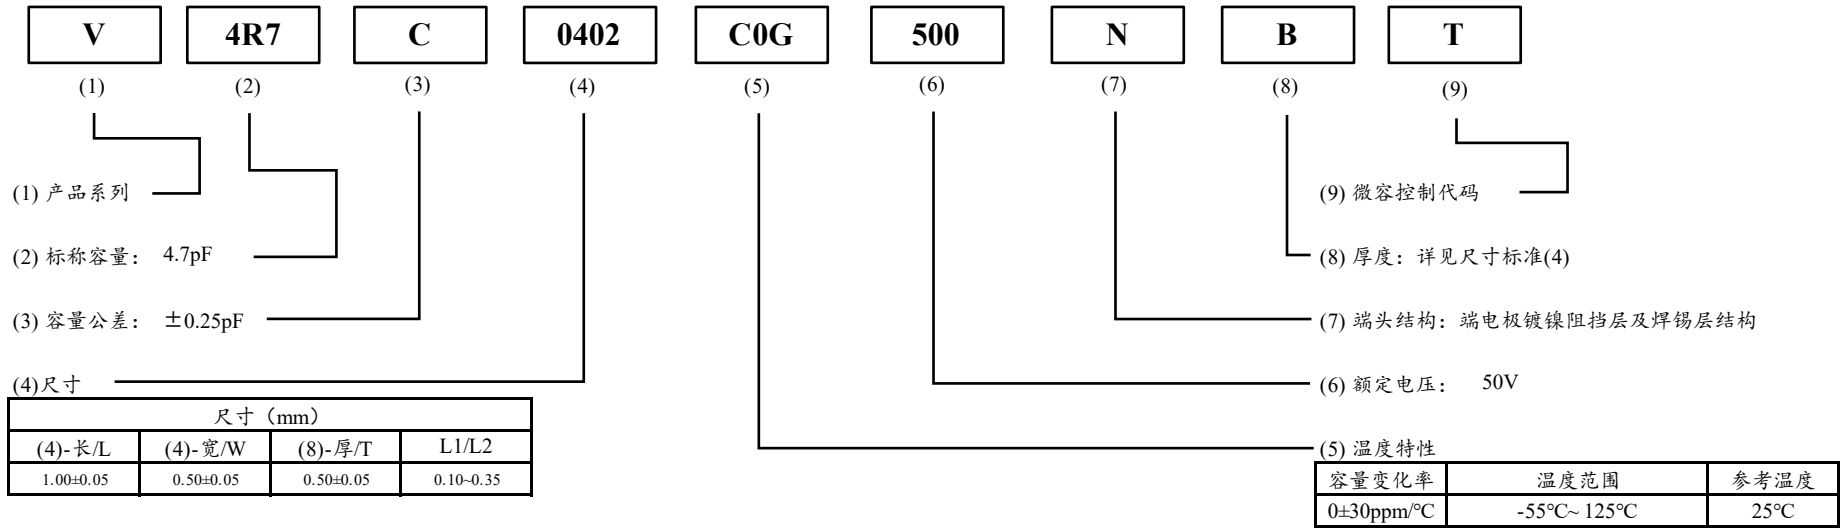 V 4R7 C 0402 C0G 500 N B T
(1) (2) (3) (4) (5) (6) (7) (8) (9)
(1) 产品系列
(9) 微容控制代码
(2) 标称容量： 4.7pF
(8) 厚度：详见尺寸标准(4)
(3) 容量公差： ±0.25pF
(7) 端头结构：端电极镀镍阻挡层及焊锡层结构
(4)尺寸
(6) 额定电压： 50V
尺寸（mm）
(4)-长/L (4)-宽/W (8)-厚/T L1/L2
1.00±0.05 0.50±0.05 0.50±0.05 0.10~0.35
(5) 温度特性
容量变化率 温度范围 参考温度
0±30ppm/℃ -55℃~ 125℃ 25℃